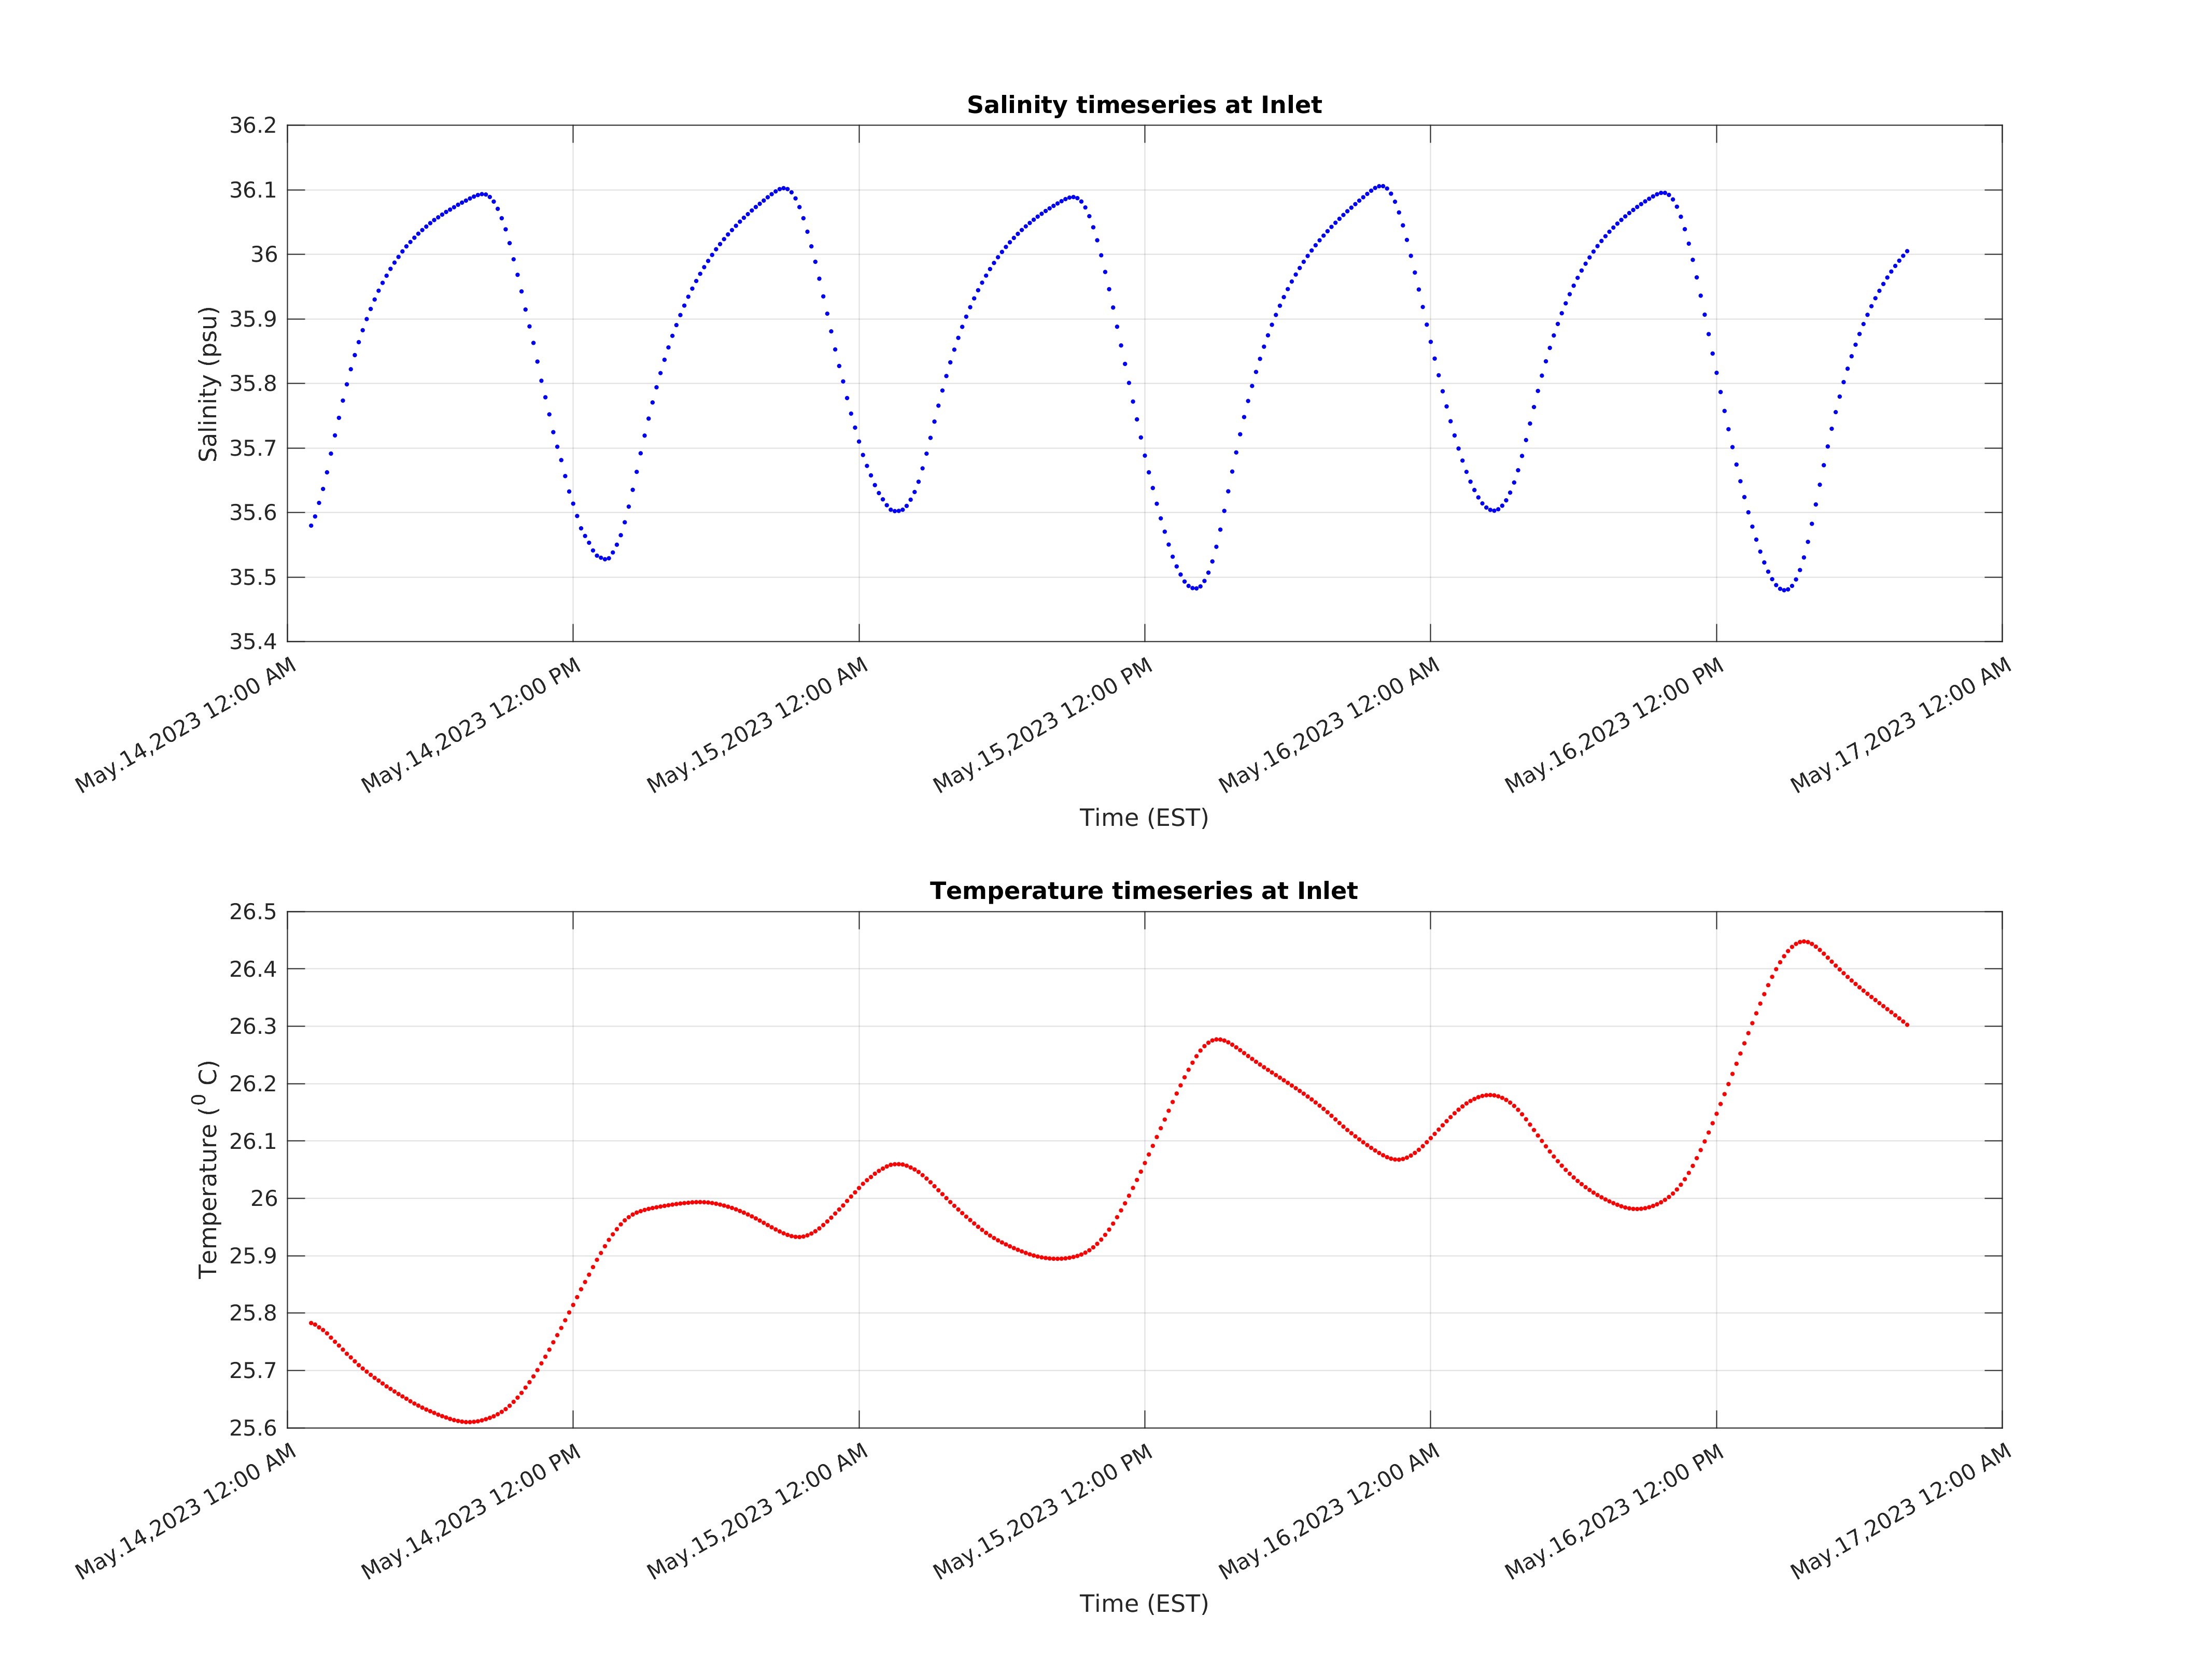 Salinity timeseries at Inlet
36.2
36.1
36
35.9
35.8
35.7
35.6
35.5
35.4
Salinity (psu)
May.14,2023 12:00 AM
May.14,2023 12:00 PM
May.15,2023 12:00 AM
May.15,2023 12:00 PM
May.16,2023 12:00 AM
May.16,2023 12:00 PM
May.17,2023 12:00 AM
Time (EST)
Temperature timeseries at Inlet
26.5
26.4
26.3
26.2
26.1
26
25.9
25.8
25.7
25.6
Temperature (⁰ C)
May.14,2023 12:00 AM
May.14,2023 12:00 PM
May.15,2023 12:00 AM
May.15,2023 12:00 PM
May.16,2023 12:00 AM
May.16,2023 12:00 PM
May.17,2023 12:00 AM
Time (EST)